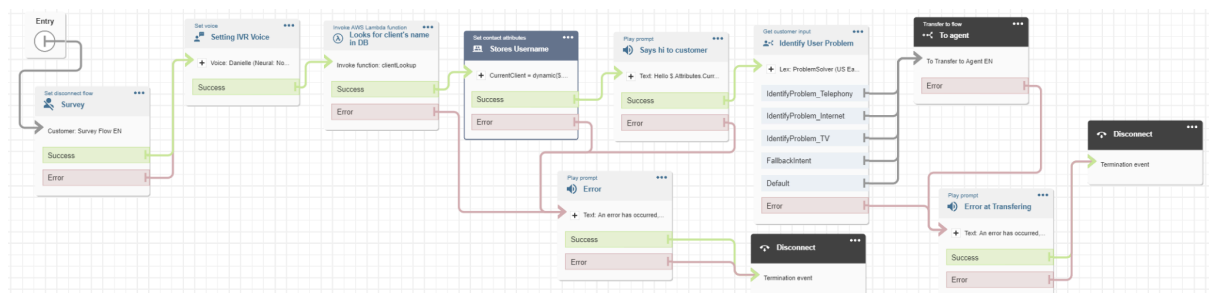 Entry
Set disconnect flow
Survey
Customer: Survey Flow EN
Success
Error
Set voice
Setting IVR Voice
Voice: Danielle (Neural: No...
Success
Invoke AWS Lambda function
Looks for client's name
in DB
Invoke function: clientLookup
Success
Error
Set contact attributes
Stores Username
CurrentClient = dynamic($....
Success
Error
Play prompt
Says hi to customer
Text: Hello $.Attributes.Curr...
Success
Error
Play prompt
Error
Text: An error has occurred,...
Success
Error
Get customer input
Identify User Problem
Lex: ProblemSolver (US Ea...
IdentifyProblem_Telephony
IdentifyProblem_Internet
IdentifyProblem_TV
FallbackIntent
Default
Error
Disconnect
Termination event
Transfer to flow
To agent
To Transfer to Agent EN
Error
Play prompt
Error at Transfering
Text: An error has occurred,...
Success
Error
Disconnect
Termination event